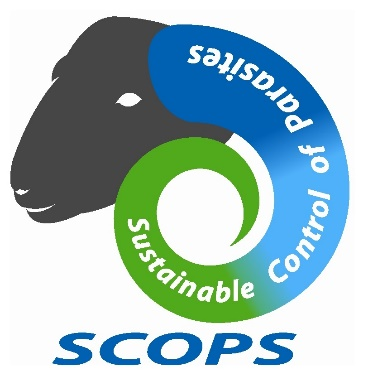 Sustainable Control of Parasites
SCOPS